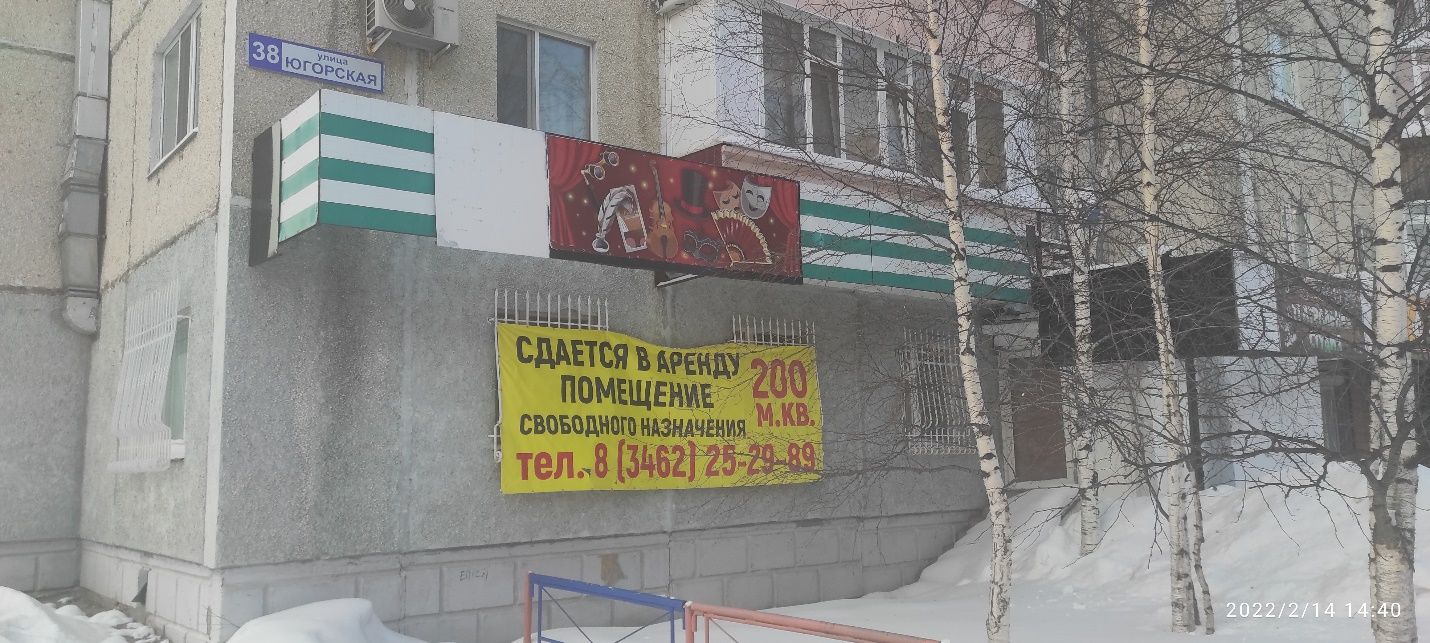 38
улица
ЮГОРСКАЯ
СДАЕТСЯ В АРЕНДУ
ПОМЕЩЕНИЕ
СВОБОДНОГО НАЗНАЧЕНИЯ
200
М.КВ.
тел. 8 (3462) 25-29-89
2022/2/14 14:40